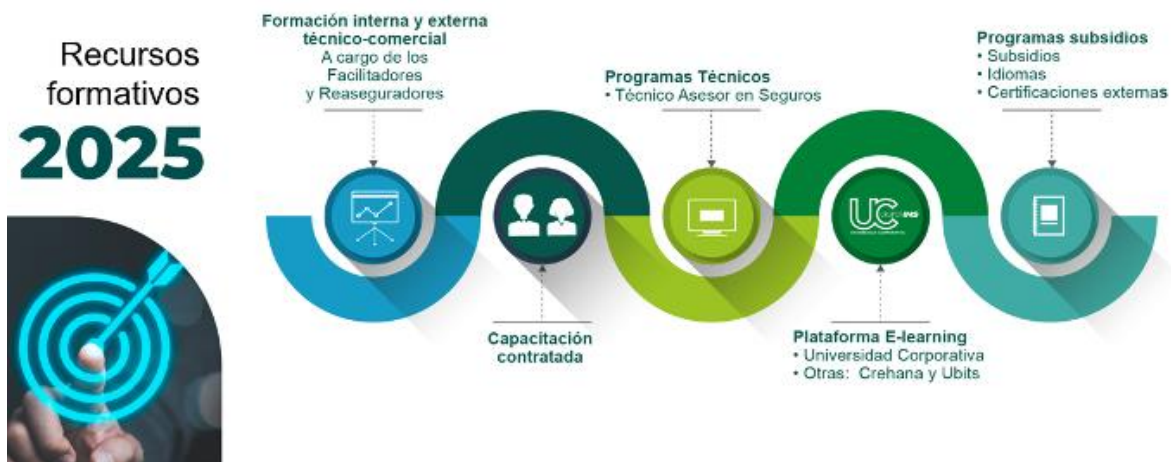 Recursos
formativos
2025
Formación interna y externa
técnico-comercial
A cargo de los
Facilitadores
y Reaseguradores
Capacitación
contratada
Programas Técnicos
• Técnico Asesor en Seguros
UC
Plataforma E-learning
• Universidad Corporativa
• Otras: Crehana y Ubits
Programas subsidios
• Subsidios
• Idiomas
• Certificaciones externas